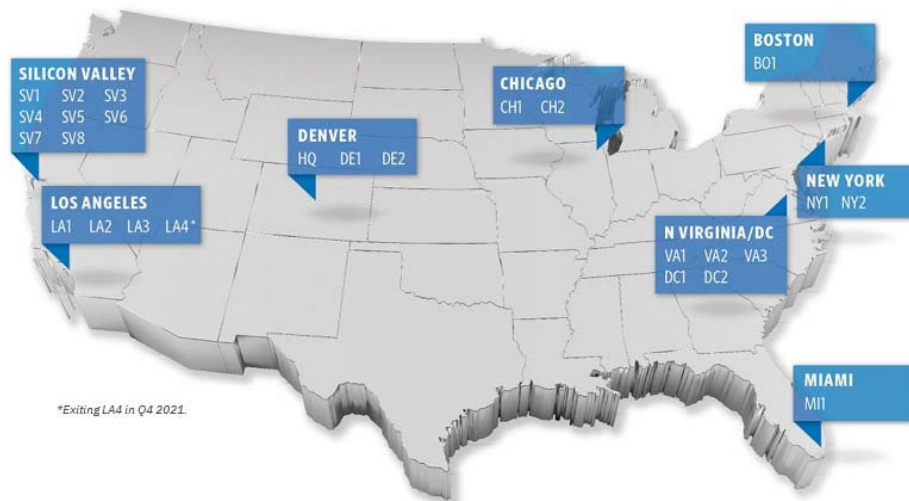 SILICON VALLEY
SV1 SV2 SV3
SV4 SV5 SV6
SV7 SV8
LOS ANGELES
LA1 LA2 LA3 LA4*
DENVER
HQ DE1 DE2
CHICAGO
CH1 CH2
BOSTON
BO1
NEW YORK
NY1 NY2
N VIRGINIA/DC
VA1 VA2 VA3
DC1 DC2
MIAMI
MI1
*Exiting LA4 in Q4 2021.